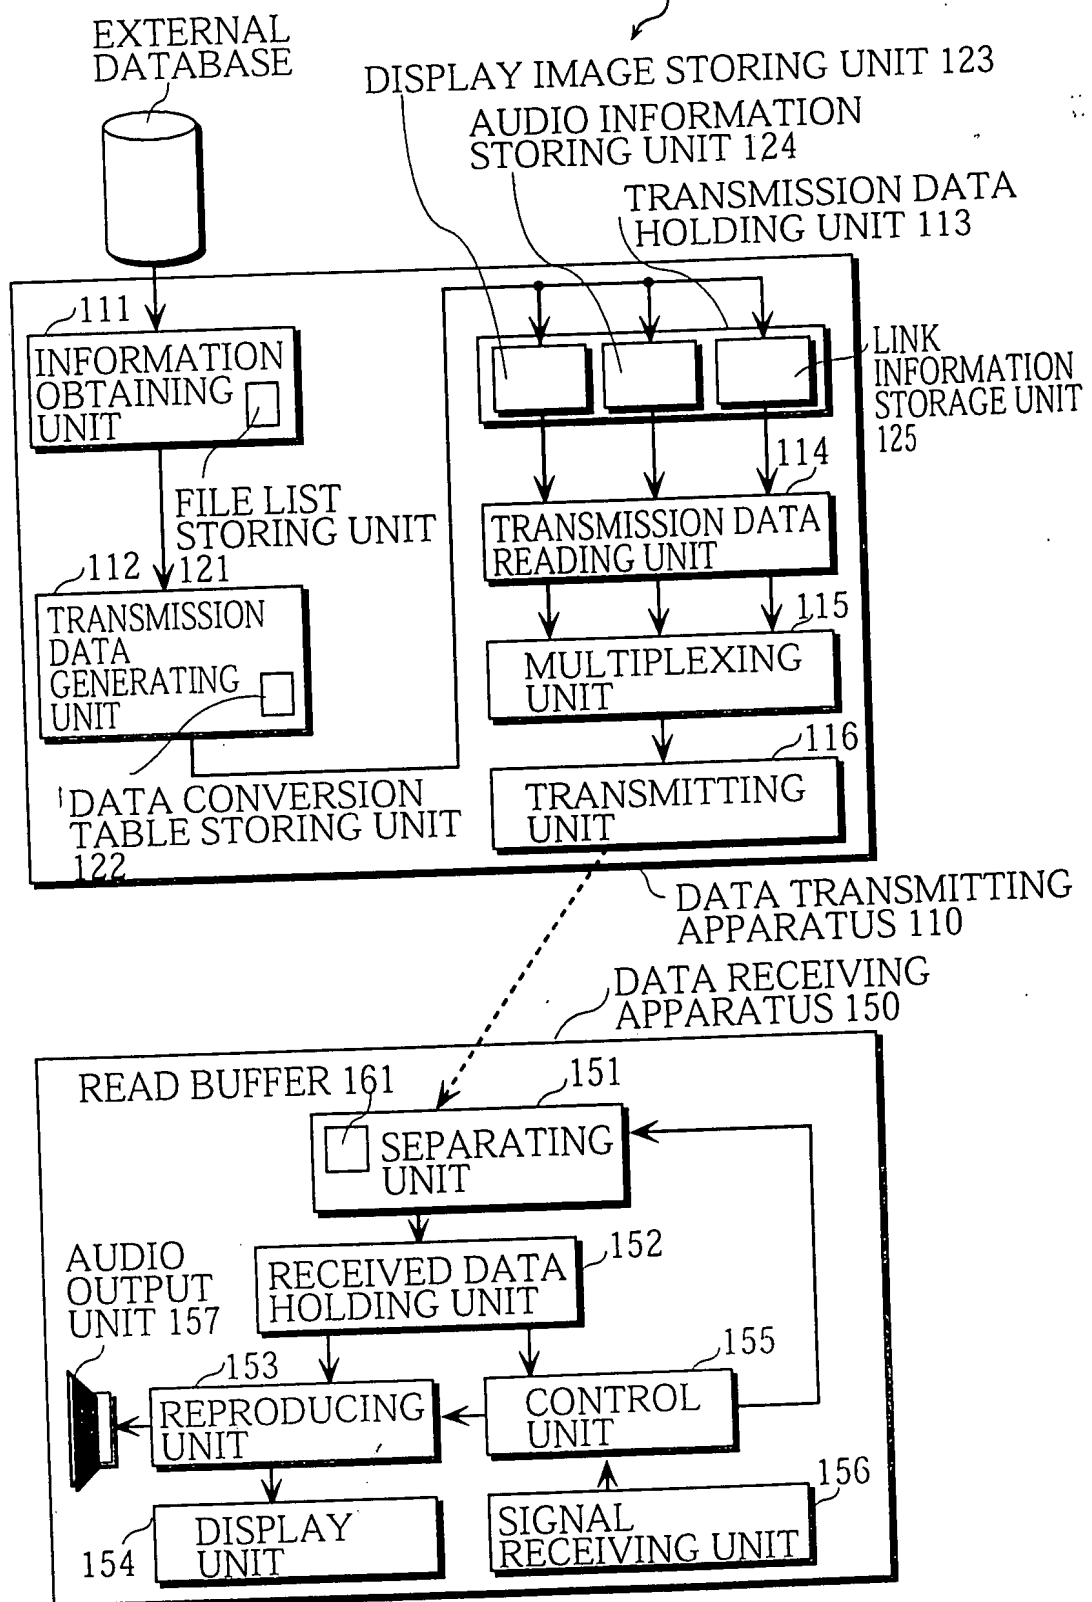 EXTERNAL
DATABASE
DISPLAY IMAGE STORING UNIT 123
AUDIO INFORMATION
STORING UNIT 124
TRANSMISSION DATA
HOLDING UNIT 113
111
INFORMATION
OBTAINING
UNIT
LINK
INFORMATION
STORAGE UNIT
125
FILE LIST
STORING UNIT
121
114
TRANSMISSION DATA
READING UNIT
112
TRANSMISSION
DATA
GENERATING
UNIT
115
MULTIPLEXING
UNIT
116
TRANSMITTING
UNIT
DATA CONVERSION
TABLE STORING UNIT
122
DATA TRANSMITTING
APPARATUS 110
DATA RECEIVING
APPARATUS 150
READ BUFFER 161
151
SEPARATING
UNIT
152
RECEIVED DATA
HOLDING UNIT
AUDIO
OUTPUT
UNIT 157
153
REPRODUCING
UNIT
155
CONTROL
UNIT
154
DISPLAY
UNIT
156
SIGNAL
RECEIVING UNIT